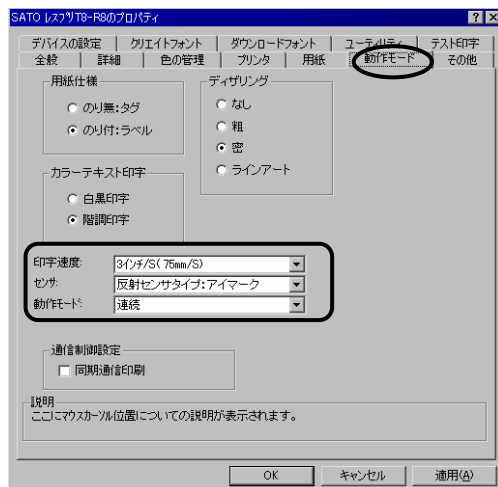 SATO ﾚｽﾌﾟﾘT8-R8のプロパティ
デバイスの設定 クリエイトフォント ダウンロードフォント ユーティリティ テスト印字
全般 詳細 色の管理 プリンタ 用紙 動作モード その他
用紙仕様
のり無:タグ
のり付:ラベル
ディザリング
なし
粗
密
ラインアート
カラーテキスト印字
白黒印字
階調印字
印字速度: 3インチ/S( 75mm/S)
センサ: 反射センサタイプ:アイマーク
動作モード: 連続
通信制御設定
同期通信印刷
説明
ここにマウスカーソル位置についての説明が表示されます。
OK キャンセル 適用(A)